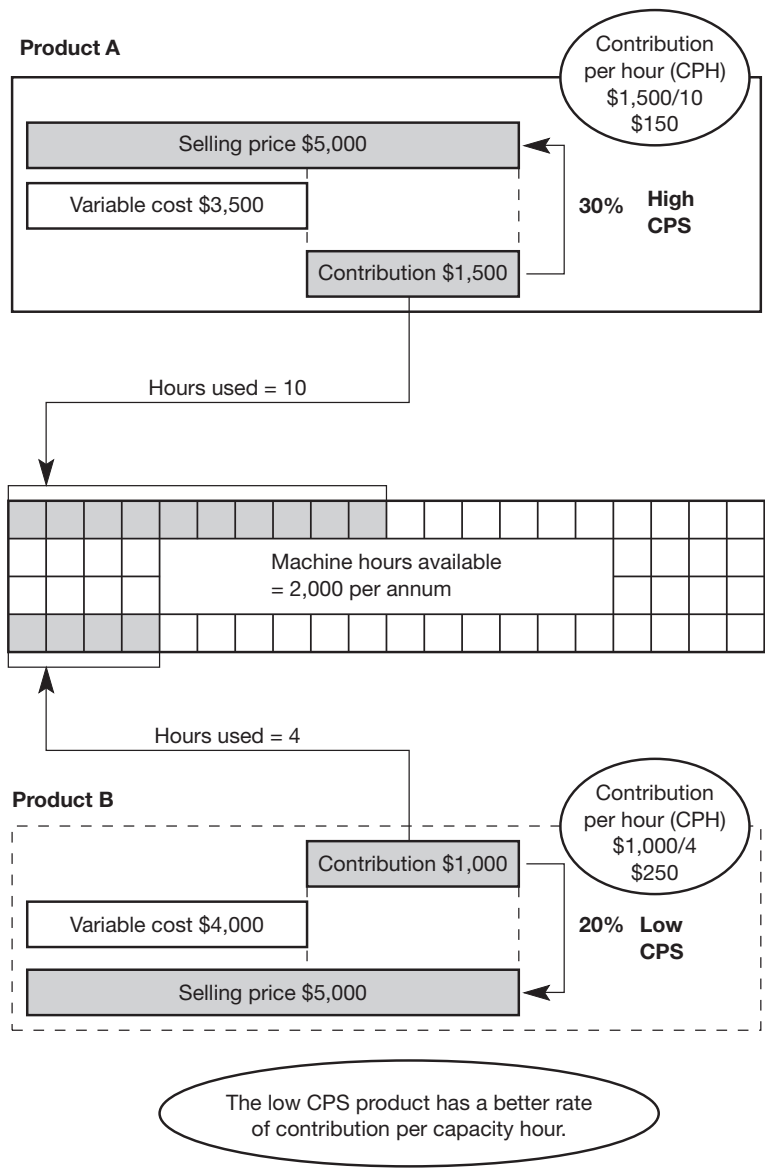 Product A
Contribution
per hour (CPH)
$1,500/10
$150
Selling price $5,000
Variable cost $3,500
30% High
CPS
Contribution $1,500
Hours used = 10
Machine hours available
= 2,000 per annum
Hours used = 4
Product B
Contribution
per hour (CPH)
$1,000/4
$250
Contribution $1,000
Variable cost $4,000
20% Low
CPS
Selling price $5,000
The low CPS product has a better rate
of contribution per capacity hour.